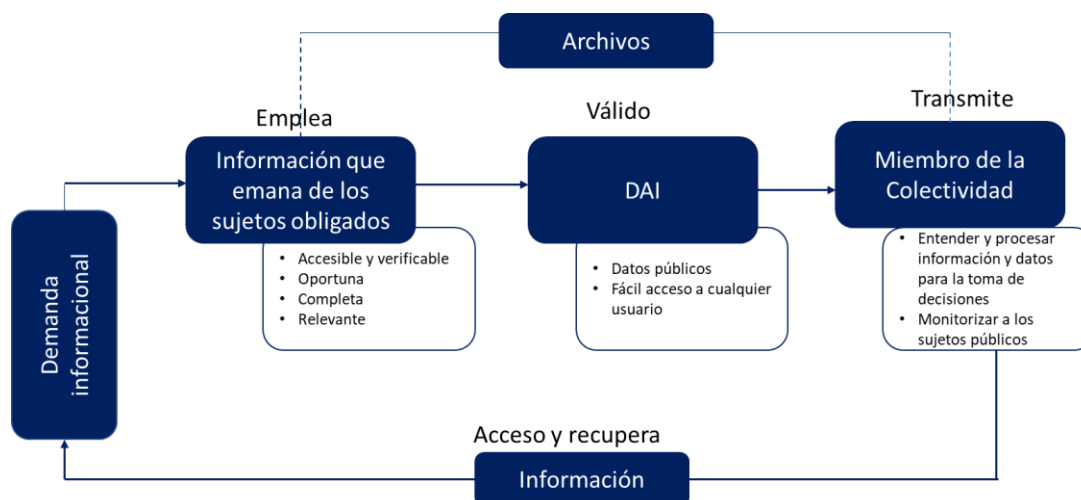 Archivos
Emplea
Válido
Transmite
Información que
emana de los
sujetos obligados
DAI
Miembro de la
Colectividad
• Accesible y verificable
• Oportuna
• Completa
• Relevante
• Datos públicos
• Fácil acceso a cualquier
usuario
• Entender y procesar
información y datos
para la toma de
decisiones
• Monitorizar a los
sujetos públicos
Demanda
informacional
Acceso y recupera
Información